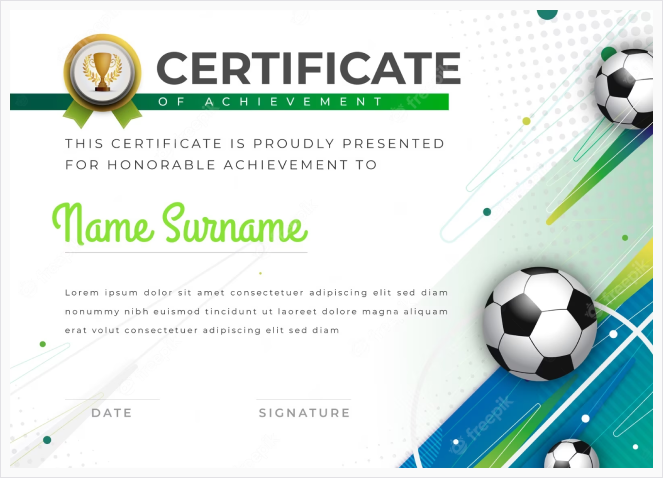 CERTIFICATE
OF ACHIEVEMENT
THIS CERTIFICATE IS PROUDLY PRESENTED
FOR HONORABLE ACHIEVEMENT TO
Name Surname
Lorem ipsum dolor sit amet consectetuer adipiscing elit sed diam
nonummy nibh euismod tincidunt ut laoreet dolore magna aliquam
erat volut consectetuer adipiscing elit sed diam
DATE SIGNATURE
freepik
freepik